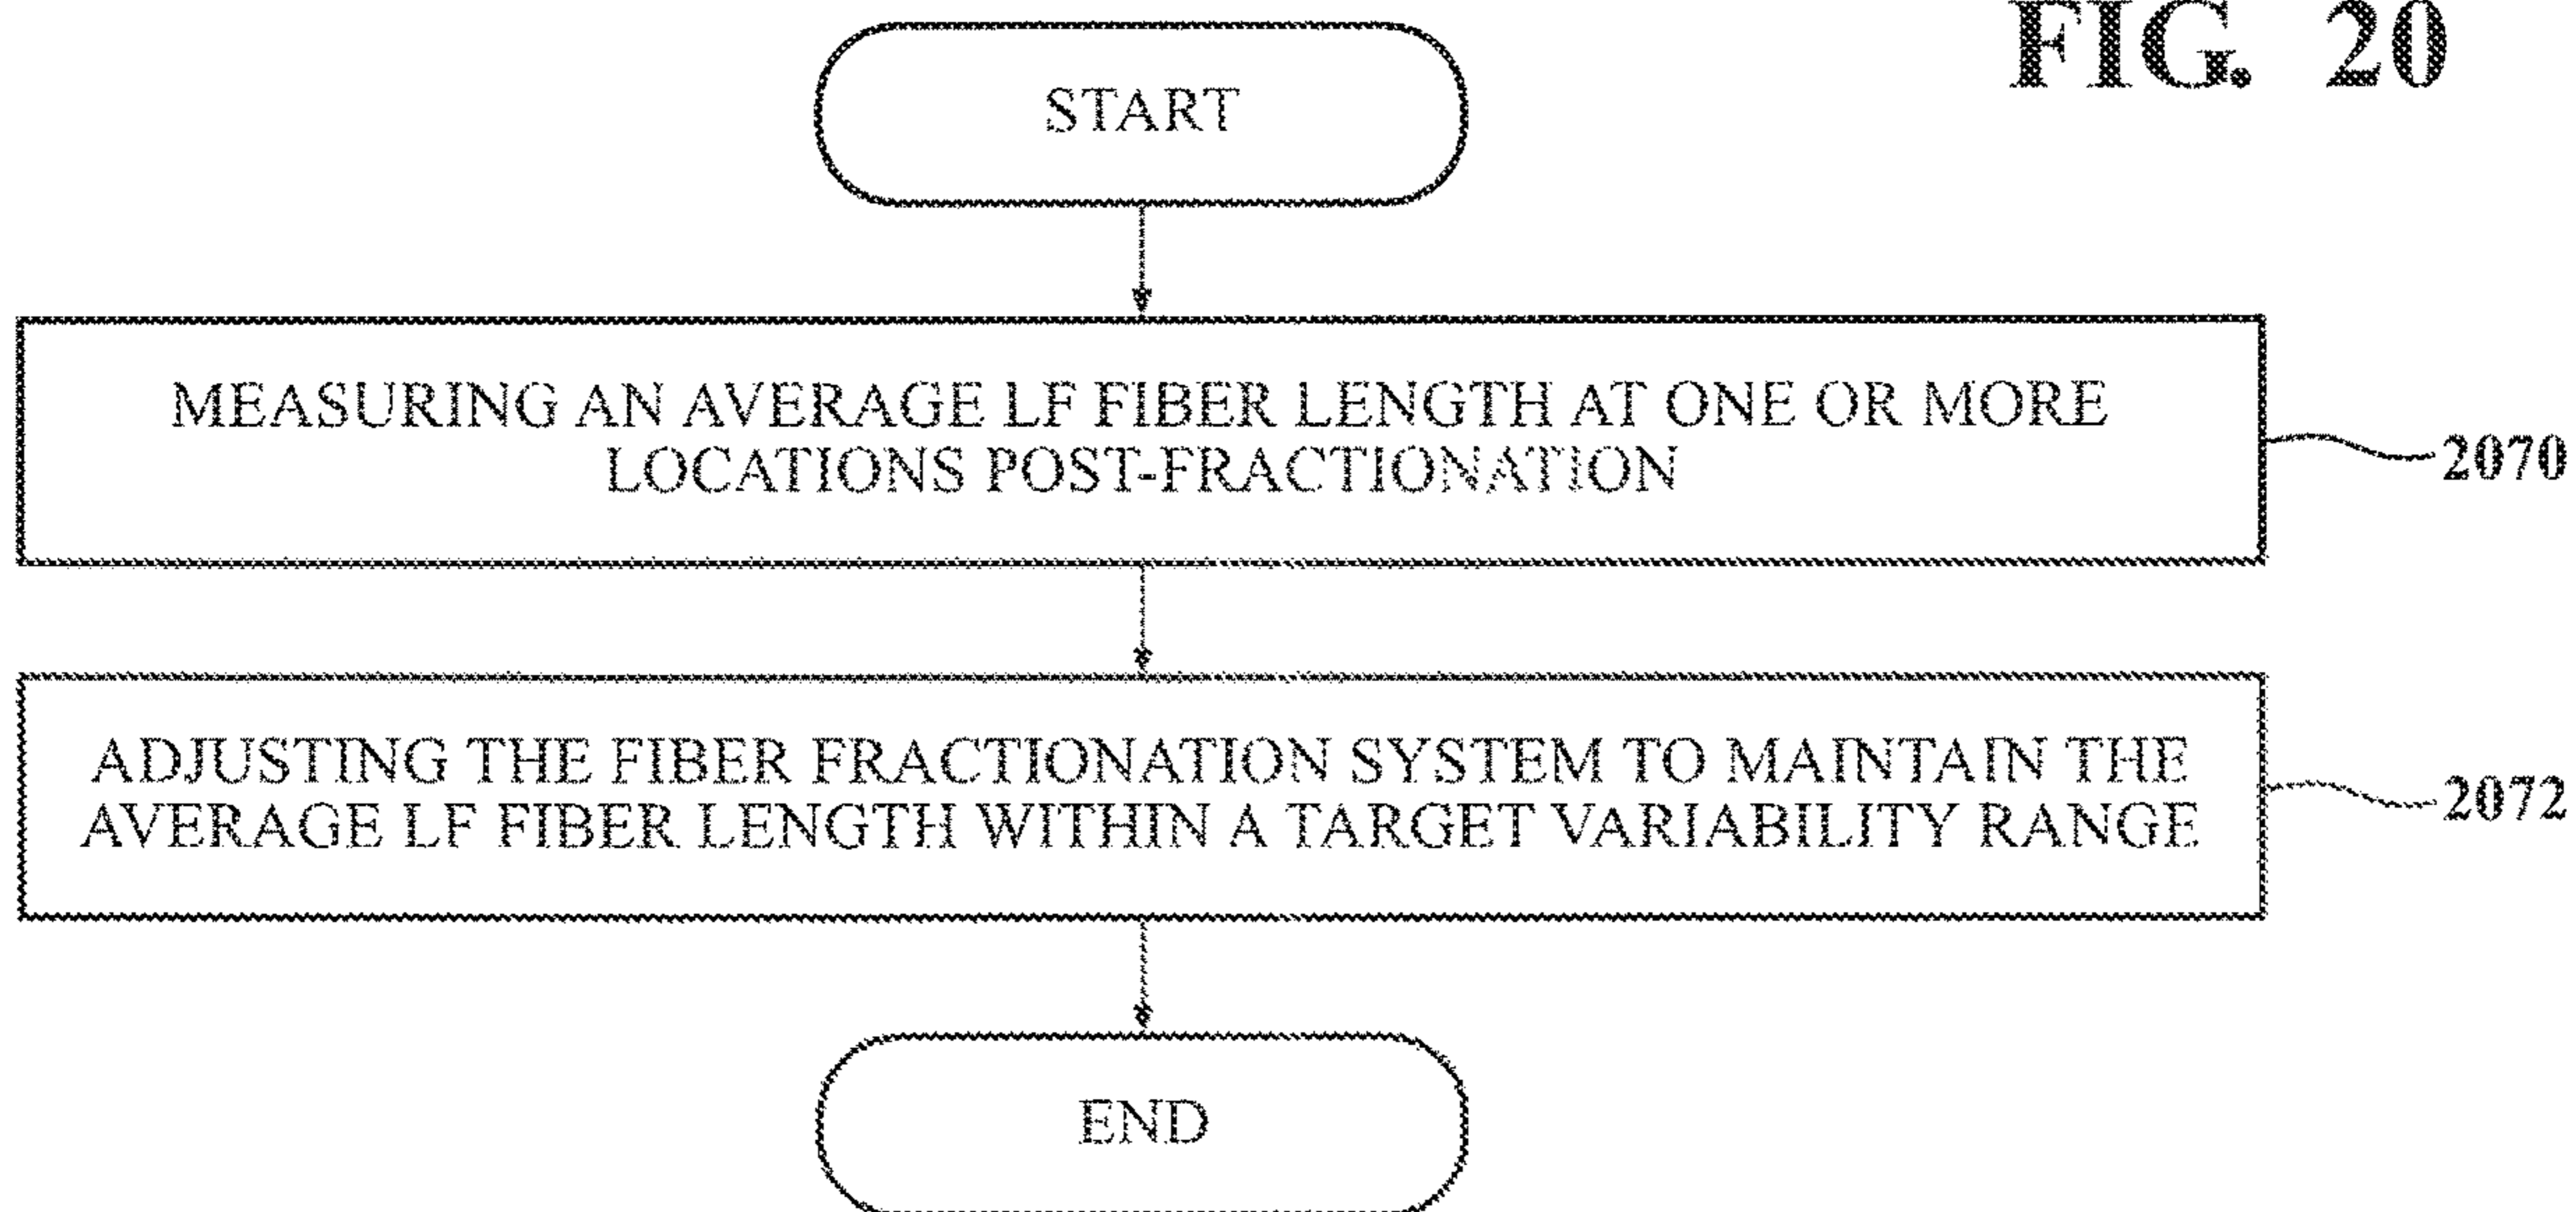 FIG. 20
START
MEASURING AN AVERAGE LF FIBER LENGTH AT ONE OR MORE
LOCATIONS POST-FRACTIONATION
2070
ADJUSTING THE FIBER FRACTIONATION SYSTEM TO MAINTAIN THE
AVERAGE LF FIBER LENGTH WITHIN A TARGET VARIABILITY RANGE
2072
END